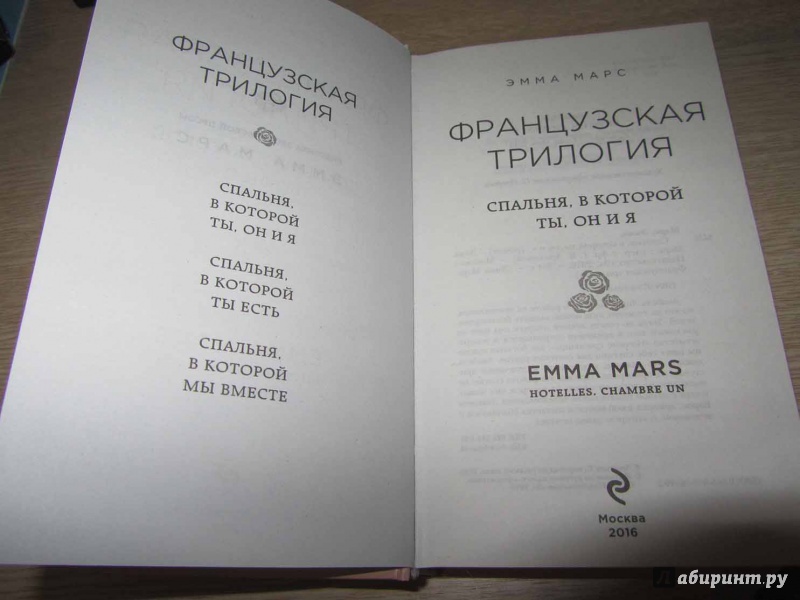 ФРАНЦУЗСКАЯ
ТРИЛОГИЯ
СПАЛЬНЯ,
В КОТОРОЙ
ТЫ, ОН И Я
СПАЛЬНЯ,
В КОТОРОЙ
ТЫ ЕСТЬ
СПАЛЬНЯ,
В КОТОРОЙ
МЫ ВМЕСТЕ
ЭММА МАРС
ФРАНЦУЗСКАЯ
ТРИЛОГИЯ
СПАЛЬНЯ, В КОТОРОЙ
ТЫ, ОН И Я
EMMA MARS
HOTELLES. CHAMBRE UN
Москва
2016
лабиринт.ру